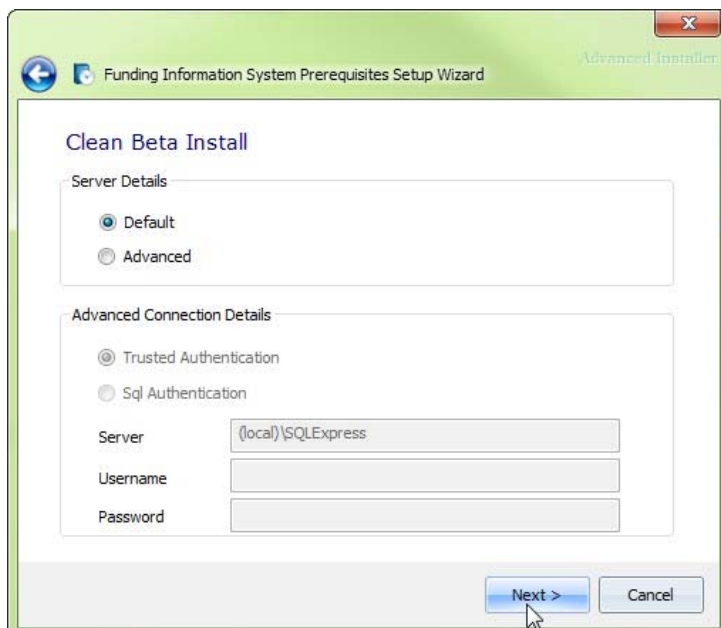 Advanced Installer
Funding Information System Prerequisites Setup Wizard
Clean Beta Install
Server Details
Default
Advanced
Advanced Connection Details
Trusted Authentication
Sql Authentication
Server (local)\SQLExpress
Username
Password
Next > Cancel